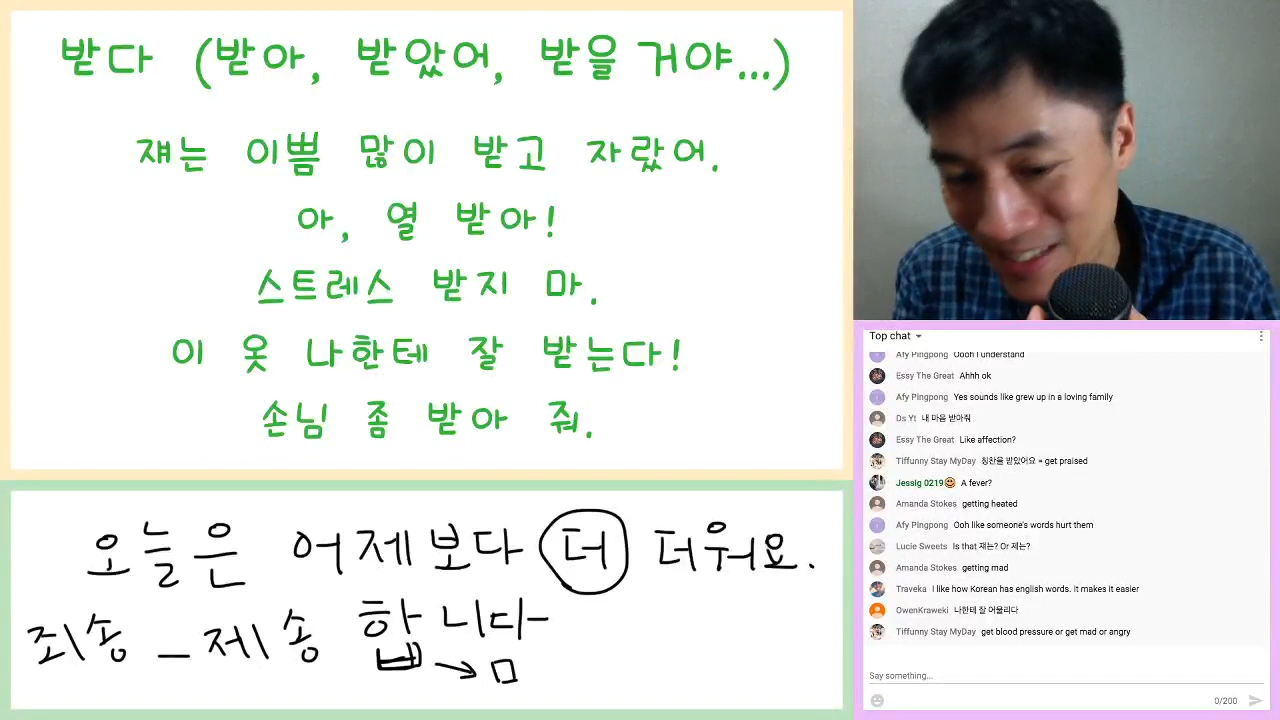 받다 (받아, 받았어, 받을 거야...)
쟤는 이쁨 많이 받고 자랐어.
아, 열 받아!
스트레스 받지 마.
이 옷 나한테 잘 받는다!
손님 좀 받아 줘.
오늘은 어제보다 더 더워요.
죄송 _ 제송 합니다
→ ㅁ
Top chat
Afy Pingpong Oooh I understand
Essy The Great Ahhh ok
Afy Pingpong Yes sounds like grew up in a loving family
Ds Yt 내 마음 받아줘
Essy The Great Like affection?
Tiffunny Stay MyDay 칭찬을 받았어요 = get praised
Jessig 0219😀 A fever?
Amanda Stokes getting heated
Afy Pingpong Ooh like someone's words hurt them
Lucie Sweets Is that 재는? Or 제는?
Amanda Stokes getting mad
Traveka I like how Korean has english words. It makes it easier
OwenKraweki 나한테 잘 어울리다
Tiffunny Stay MyDay get blood pressure or get mad or angry
Say something...
0/200